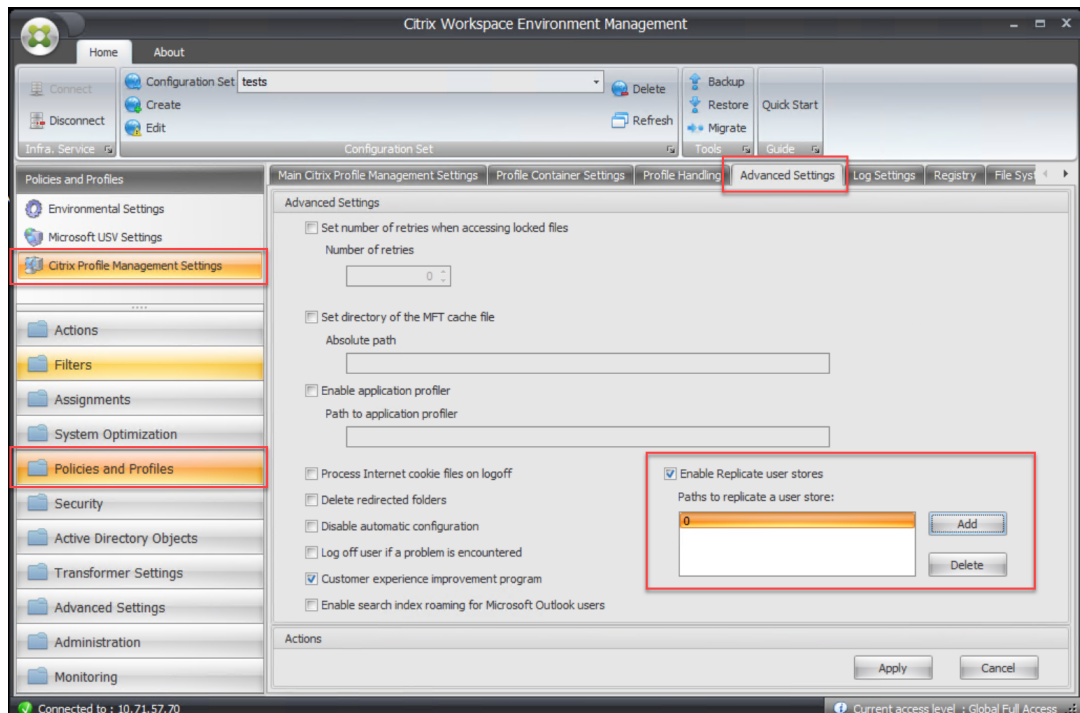 Citrix Workspace Environment Management
Home About
Connect
Disconnect
Infra. Service
Configuration Set tests
Create
Edit
Delete
Refresh
Configuration Set
Backup
Restore
Migrate
Tools
Quick Start
Guide
Policies and Profiles
Environmental Settings
Microsoft USV Settings
Citrix Profile Management Settings
Actions
Filters
Assignments
System Optimization
Policies and Profiles
Security
Active Directory Objects
Transformer Settings
Advanced Settings
Administration
Monitoring
Main Citrix Profile Management Settings Profile Container Settings Profile Handling Advanced Settings Log Settings Registry File Syst
Advanced Settings
Set number of retries when accessing locked files
Number of retries
0
Set directory of the MFT cache file
Absolute path
Enable application profiler
Path to application profiler
Process Internet cookie files on logoff
Delete redirected folders
Disable automatic configuration
Log off user if a problem is encountered
Customer experience improvement program
Enable search index roaming for Microsoft Outlook users
Enable Replicate user stores
Paths to replicate a user store:
0
Add
Delete
Actions
Apply Cancel
Connected to : 10.71.57.70
Current access level : Global Full Access